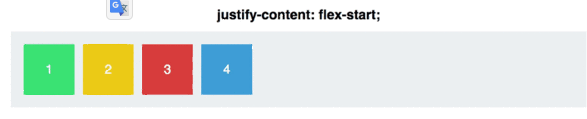 justify-content: flex-start;
1 2 3 4